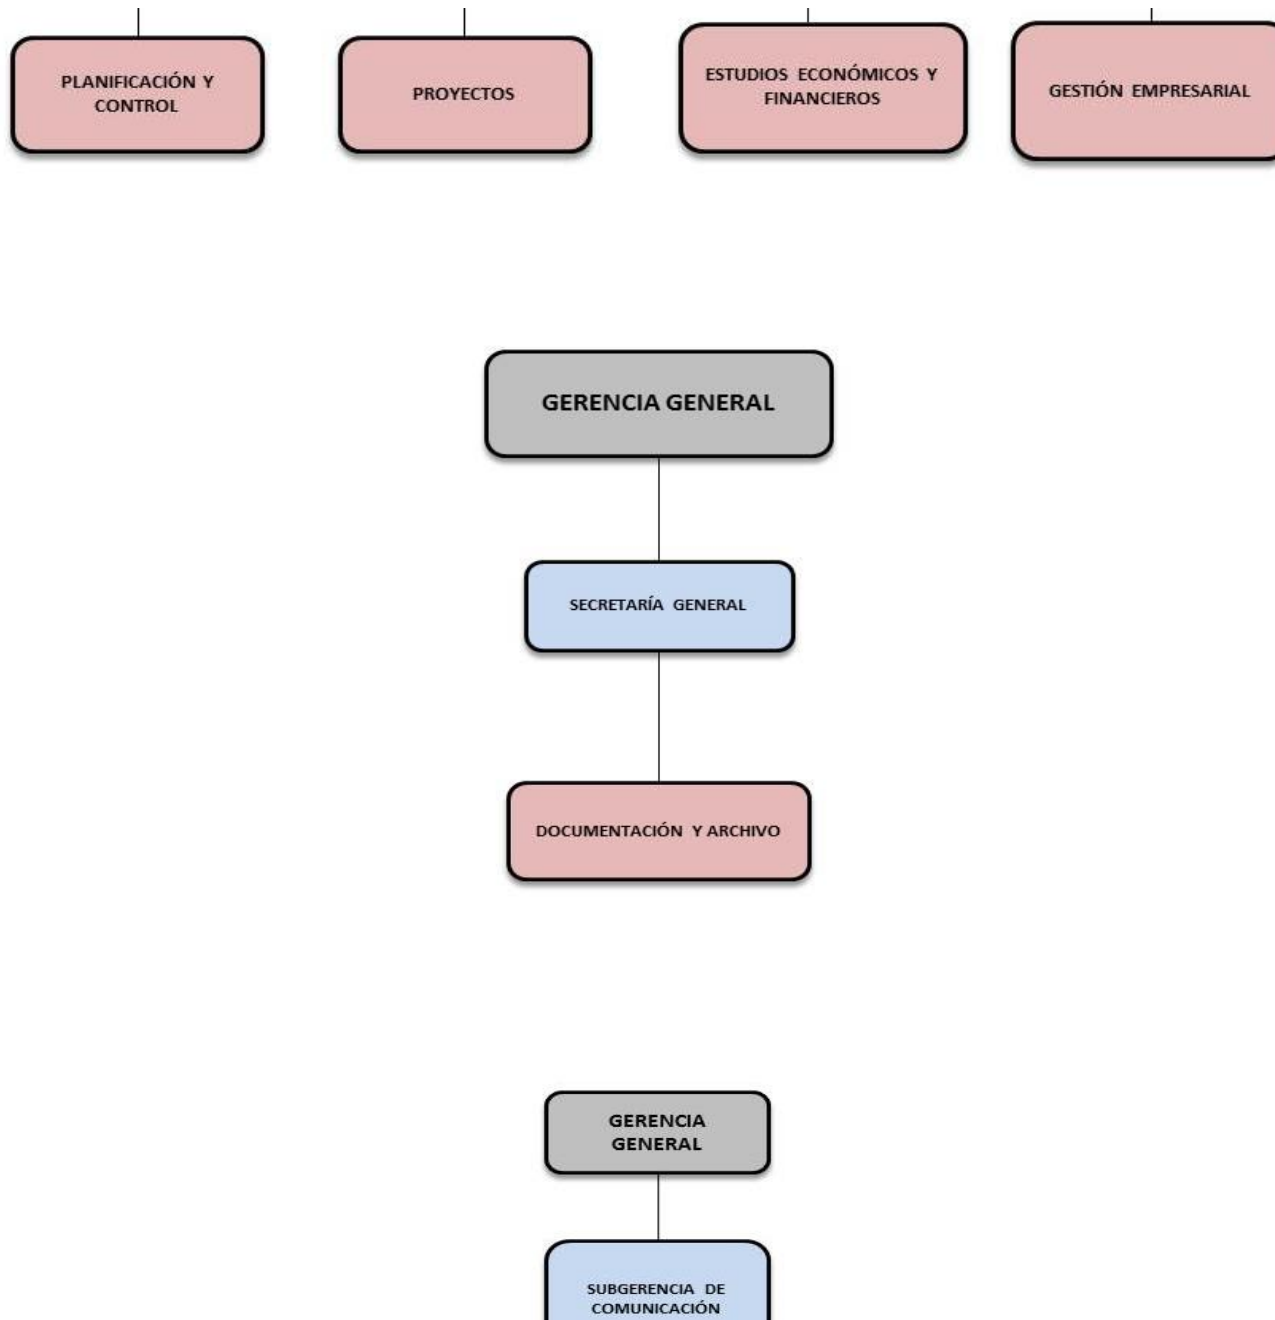 PLANIFICACIÓN Y
CONTROL
PROYECTOS
ESTUDIOS ECONÓMICOS Y
FINANCIEROS
GESTIÓN EMPRESARIAL
GERENCIA GENERAL
SECRETARÍA GENERAL
DOCUMENTACIÓN Y ARCHIVO
GERENCIA
GENERAL
SUBGERENCIA DE
COMUNICACIÓN